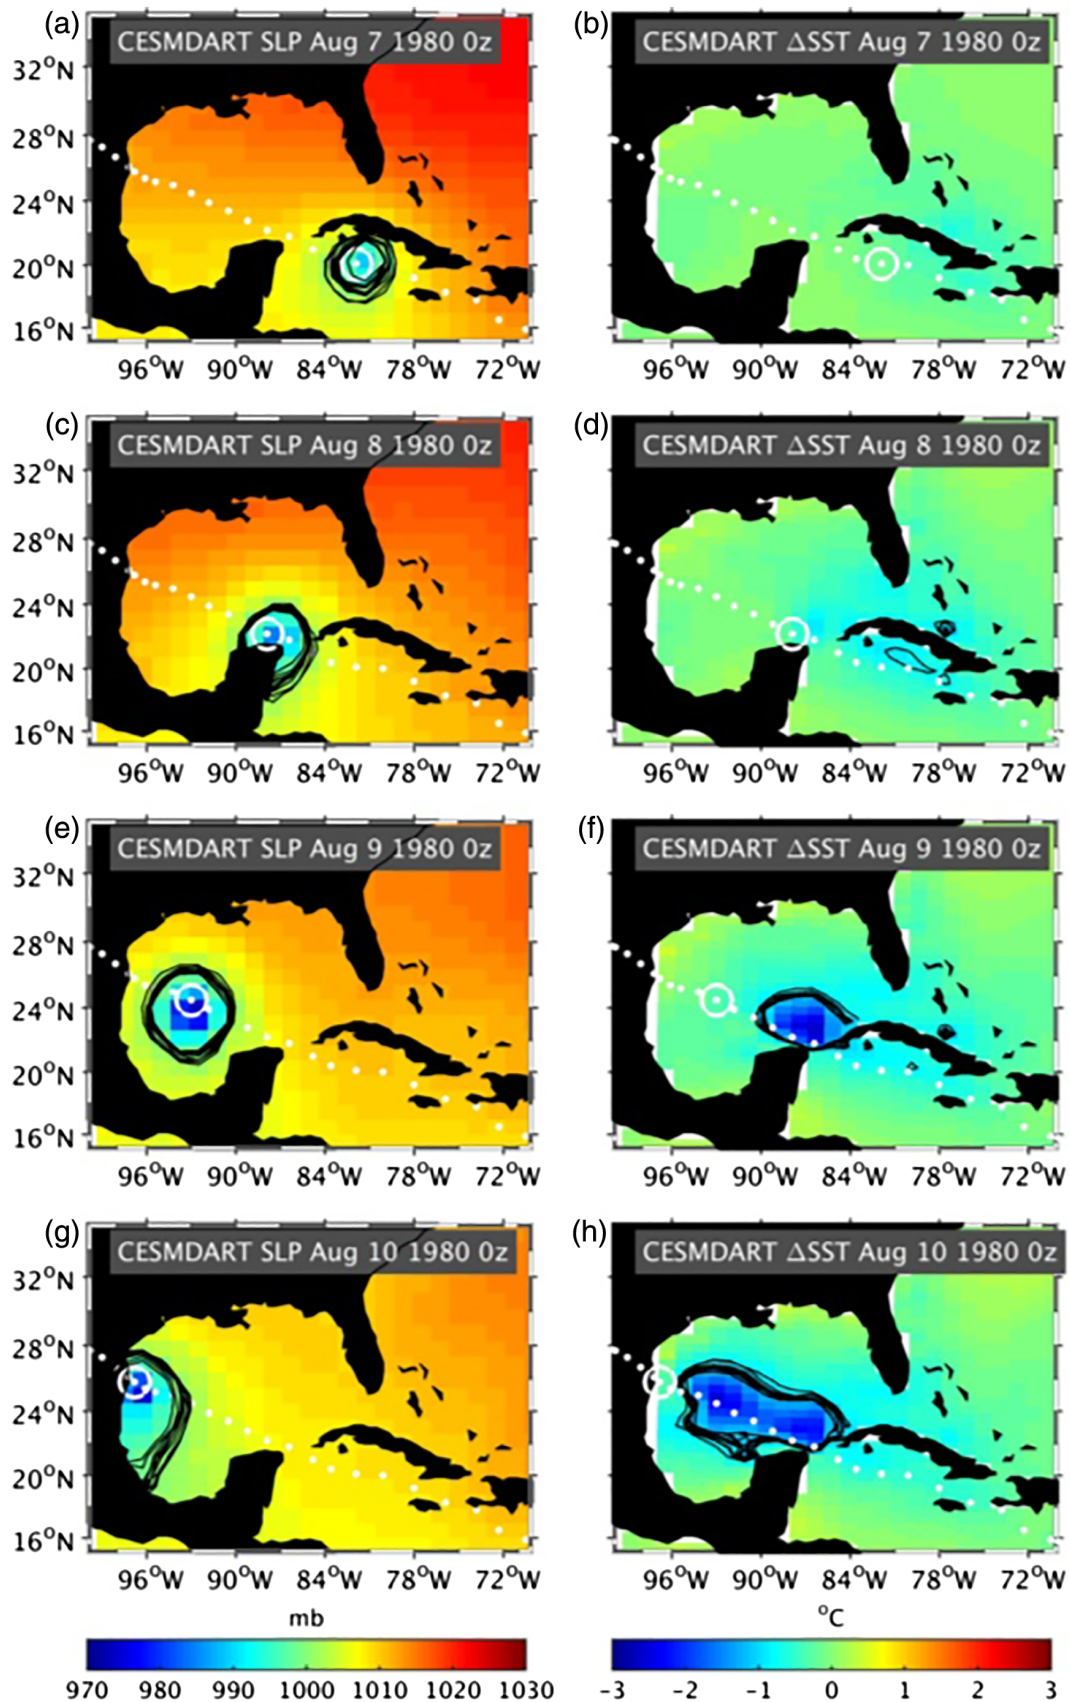 (a) CESMDART SLP Aug 7 1980 0z
32°N
28°N
24°N
20°N
16°N
96°W 90°W 84°W 78°W 72°W
(b) CESMDART ΔSST Aug 7 1980 0z
96°W 90°W 84°W 78°W 72°W
(c) CESMDART SLP Aug 8 1980 0z
32°N
28°N
24°N
20°N
16°N
96°W 90°W 84°W 78°W 72°W
(d) CESMDART ΔSST Aug 8 1980 0z
96°W 90°W 84°W 78°W 72°W
(e) CESMDART SLP Aug 9 1980 0z
32°N
28°N
24°N
20°N
16°N
96°W 90°W 84°W 78°W 72°W
(f) CESMDART ΔSST Aug 9 1980 0z
96°W 90°W 84°W 78°W 72°W
(g) CESMDART SLP Aug 10 1980 0z
32°N
28°N
24°N
20°N
16°N
96°W 90°W 84°W 78°W 72°W
(h) CESMDART ΔSST Aug 10 1980 0z
96°W 90°W 84°W 78°W 72°W
mb
970 980 990 1000 1010 1020 1030
°C
-3 -2 -1 0 1 2 3